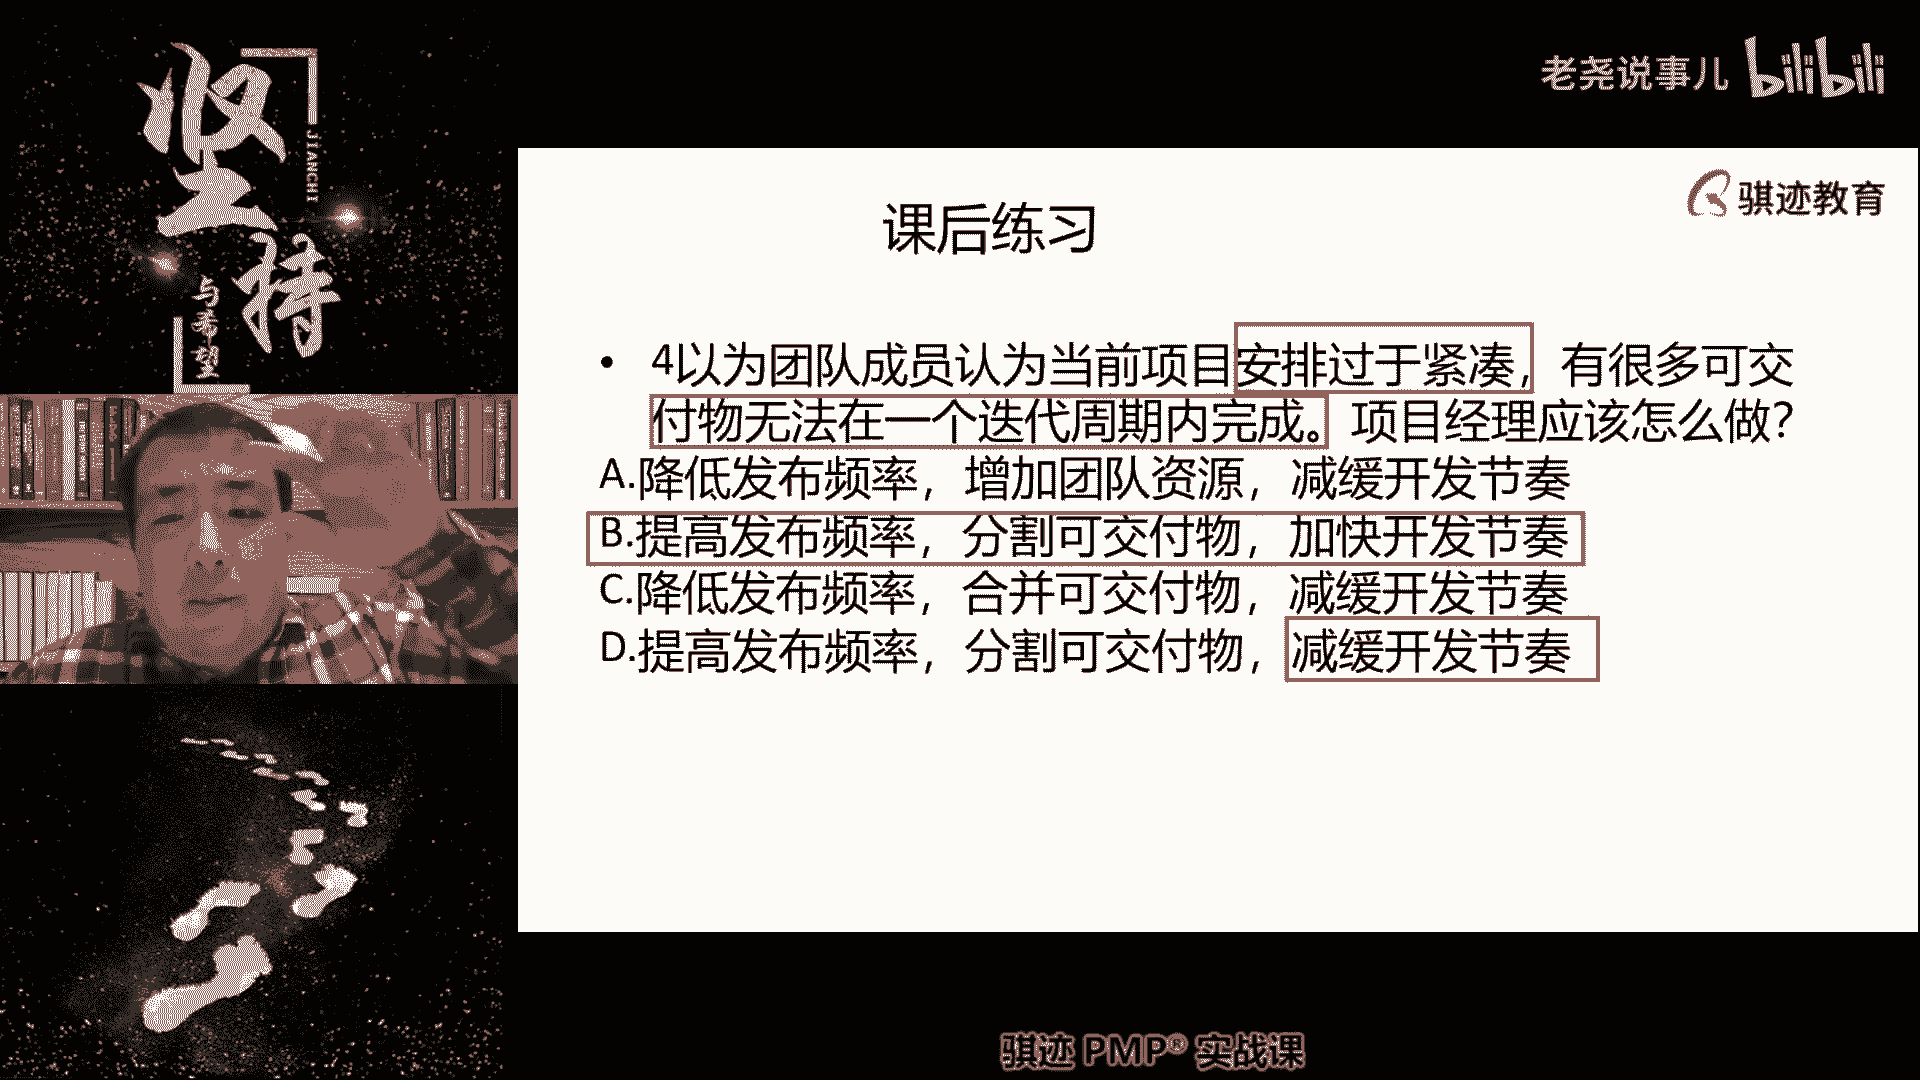 坚持
JIANCHI
与希望
老尧说事儿 bilibili
骐迹教育
课后练习
• 4以为团队成员认为当前项目安排过于紧凑，有很多可交
付物无法在一个迭代周期内完成。项目经理应该怎么做？
A.降低发布频率，增加团队资源，减缓开发节奏
B.提高发布频率，分割可交付物，加快开发节奏
C.降低发布频率，合并可交付物，减缓开发节奏
D.提高发布频率，分割可交付物，减缓开发节奏
骐迹 PMP® 实战课